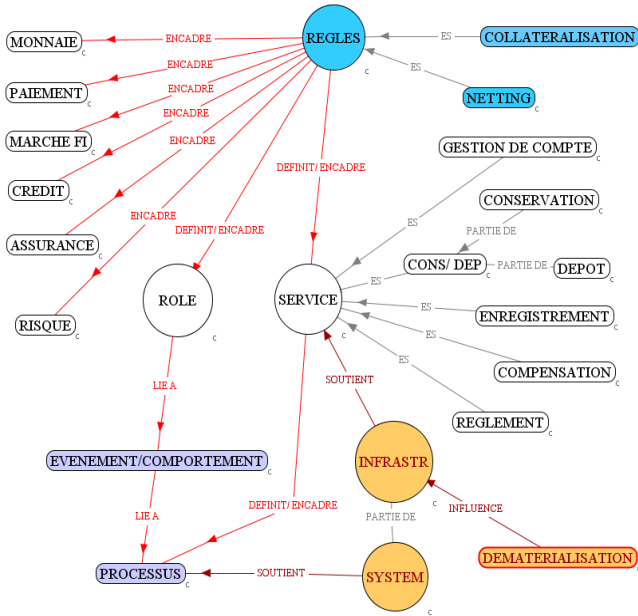 REGLES
c
ES
COLLATERALISATION
c
MONNAIE
c
ENCADRE
ES
ENCADRE
PAIEMENT
c
NETTING
c
ENCADRE
MARCHE FI
c
ENCADRE
GESTION DE COMPTE
c
ENCADRE
DEFINIT/ ENCADRE
CREDIT
c
CONSERVATION
c
ENCADRE
DEFINIT/ ENCADRE
PARTIE DE
ASSURANCE
c
ES
CONS/ DEP
c
PARTIE DE
DEPOT
c
ROLE
c
SERVICE
c
ES
ES
ENREGISTREMENT
c
RISQUE
c
ES
ES
COMPENSATION
c
SOUTIENT
LIE A
REGLEMENT
c
EVENEMENT/COMPORTEMENT
c
INFRASTR
c
DEFINIT/ ENCADRE
INFLUENCE
LIE A
PARTIE DE
DEMATERIALISATION
c
PROCESSUS
c
SOUTIENT
SYSTEM
c